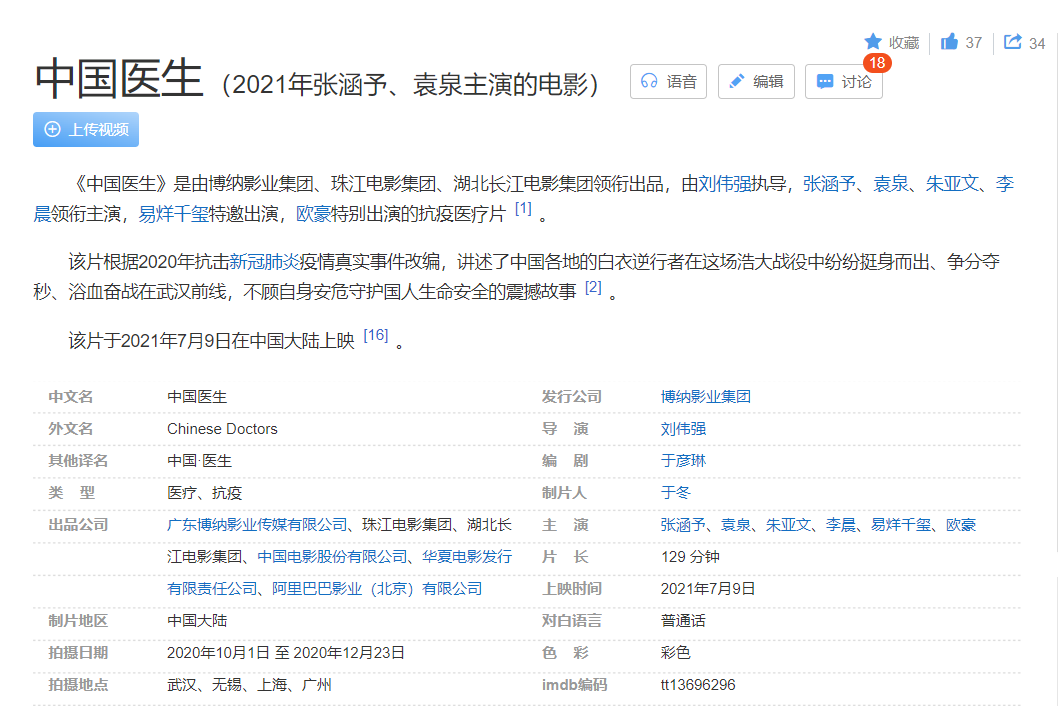 收藏 37 34
中国医生（2021年张涵予、袁泉主演的电影） 语音 编辑 讨论 18
上传视频
《中国医生》是由博纳影业集团、珠江电影集团、湖北长江电影集团领衔出品，由刘伟强执导，张涵予、袁泉、朱亚文、李
晨领衔主演，易烊千玺特邀出演，欧豪特别出演的抗疫医疗片 [1] 。
该片根据2020年抗击新冠肺炎疫情真实事件改编，讲述了中国各地的白衣逆行者在这场浩大战役中纷纷挺身而出、争分夺
秒、浴血奋战在武汉前线，不顾自身安危守护国人生命安全的震撼故事 [2] 。
该片于2021年7月9日在中国大陆上映 [16] 。
中文名 中国医生
外文名 Chinese Doctors
其他译名 中国·医生
类 型 医疗、抗疫
出品公司 广东博纳影业传媒有限公司、珠江电影集团、湖北长
江电影集团、中国电影股份有限公司、华夏电影发行
有限责任公司、阿里巴巴影业（北京）有限公司
制片地区 中国大陆
拍摄日期 2020年10月1日 至 2020年12月23日
拍摄地点 武汉、无锡、上海、广州
发行公司 博纳影业集团
导 演 刘伟强
编 剧 于彦琳
制片人 于冬
主 演 张涵予、袁泉、朱亚文、李晨、易烊千玺、欧豪
片 长 129 分钟
上映时间 2021年7月9日
对白语言 普通话
色 彩 彩色
imdb编码 tt13696296